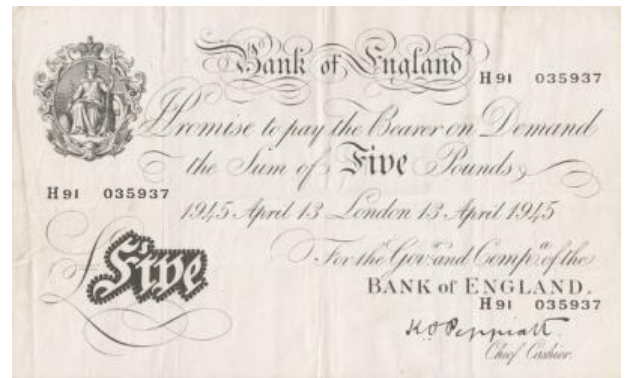 Bank of England
H91 035937
I Promise to pay the Bearer on Demand
the Sum of Five Pounds
H91 035937
1945 April 13 London 13 April 1945
For the Gov.r and Comp.a of the
BANK of ENGLAND.
Five
H91 035937
K O Peppiatt
Chief Cashier.